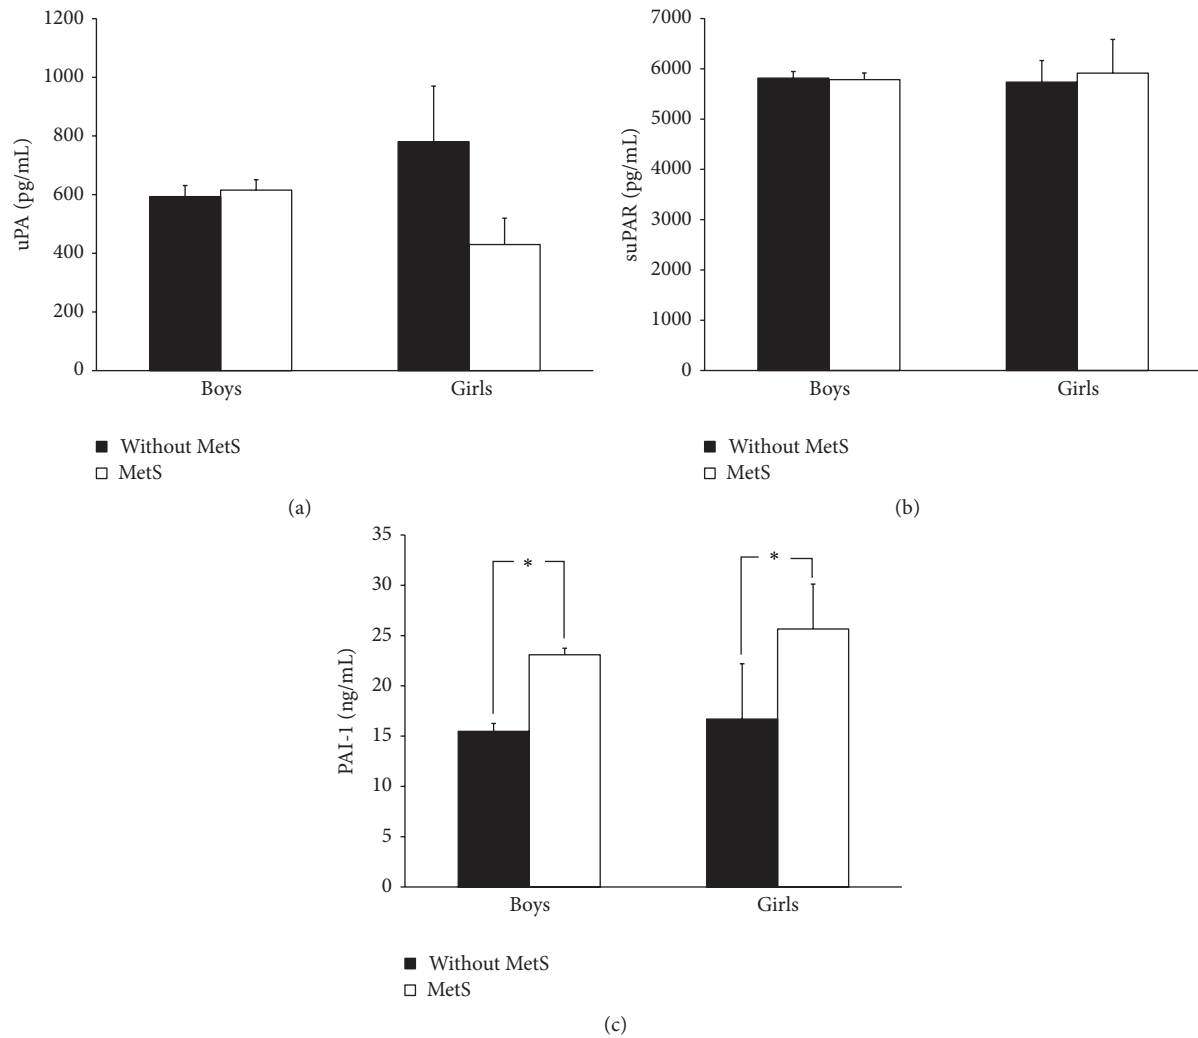 1200
1000
800
600
400
200
0
uPA (pg/mL)
Boys
Girls
Without MetS
MetS
(a)
7000
6000
5000
4000
3000
2000
1000
0
suPAR (pg/mL)
Boys
Girls
Without MetS
MetS
(b)
35
30
25
20
15
10
5
0
PAI-1 (ng/mL)
*
*
Boys
Girls
Without MetS
MetS
(c)